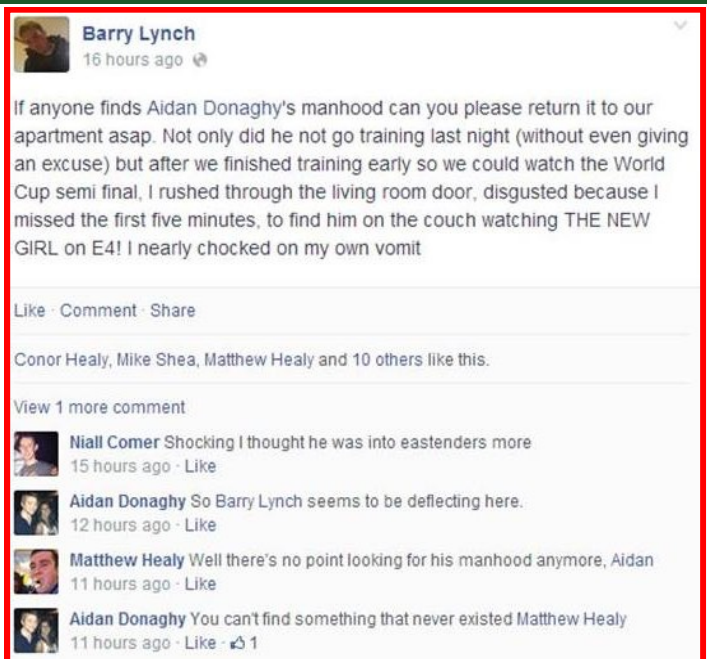 Barry Lynch
16 hours ago
If anyone finds Aidan Donaghy's manhood can you please return it to our
apartment asap. Not only did he not go training last night (without even giving
an excuse) but after we finished training early so we could watch the World
Cup semi final, I rushed through the living room door, disgusted because I
missed the first five minutes, to find him on the couch watching THE NEW
GIRL on E4! I nearly chocked on my own vomit
Like · Comment · Share
Conor Healy, Mike Shea, Matthew Healy and 10 others like this.
View 1 more comment
Niall Comer Shocking I thought he was into eastenders more
15 hours ago · Like
Aidan Donaghy So Barry Lynch seems to be deflecting here.
12 hours ago · Like
Matthew Healy Well there's no point looking for his manhood anymore, Aidan
11 hours ago · Like
Aidan Donaghy You can't find something that never existed Matthew Healy
11 hours ago · Like · 1